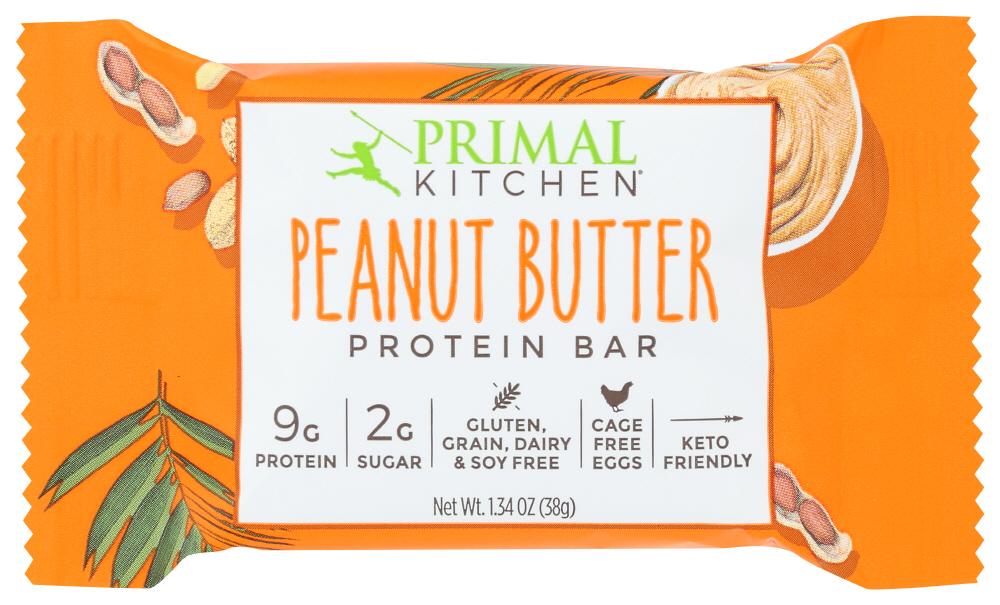 PRIMAL
KITCHEN®
PEANUT BUTTER
PROTEIN BAR
9G
PROTEIN
2G
SUGAR
GLUTEN,
GRAIN, DAIRY
& SOY FREE
CAGE
FREE
EGGS
KETO
FRIENDLY
Net Wt. 1.34 OZ (38g)